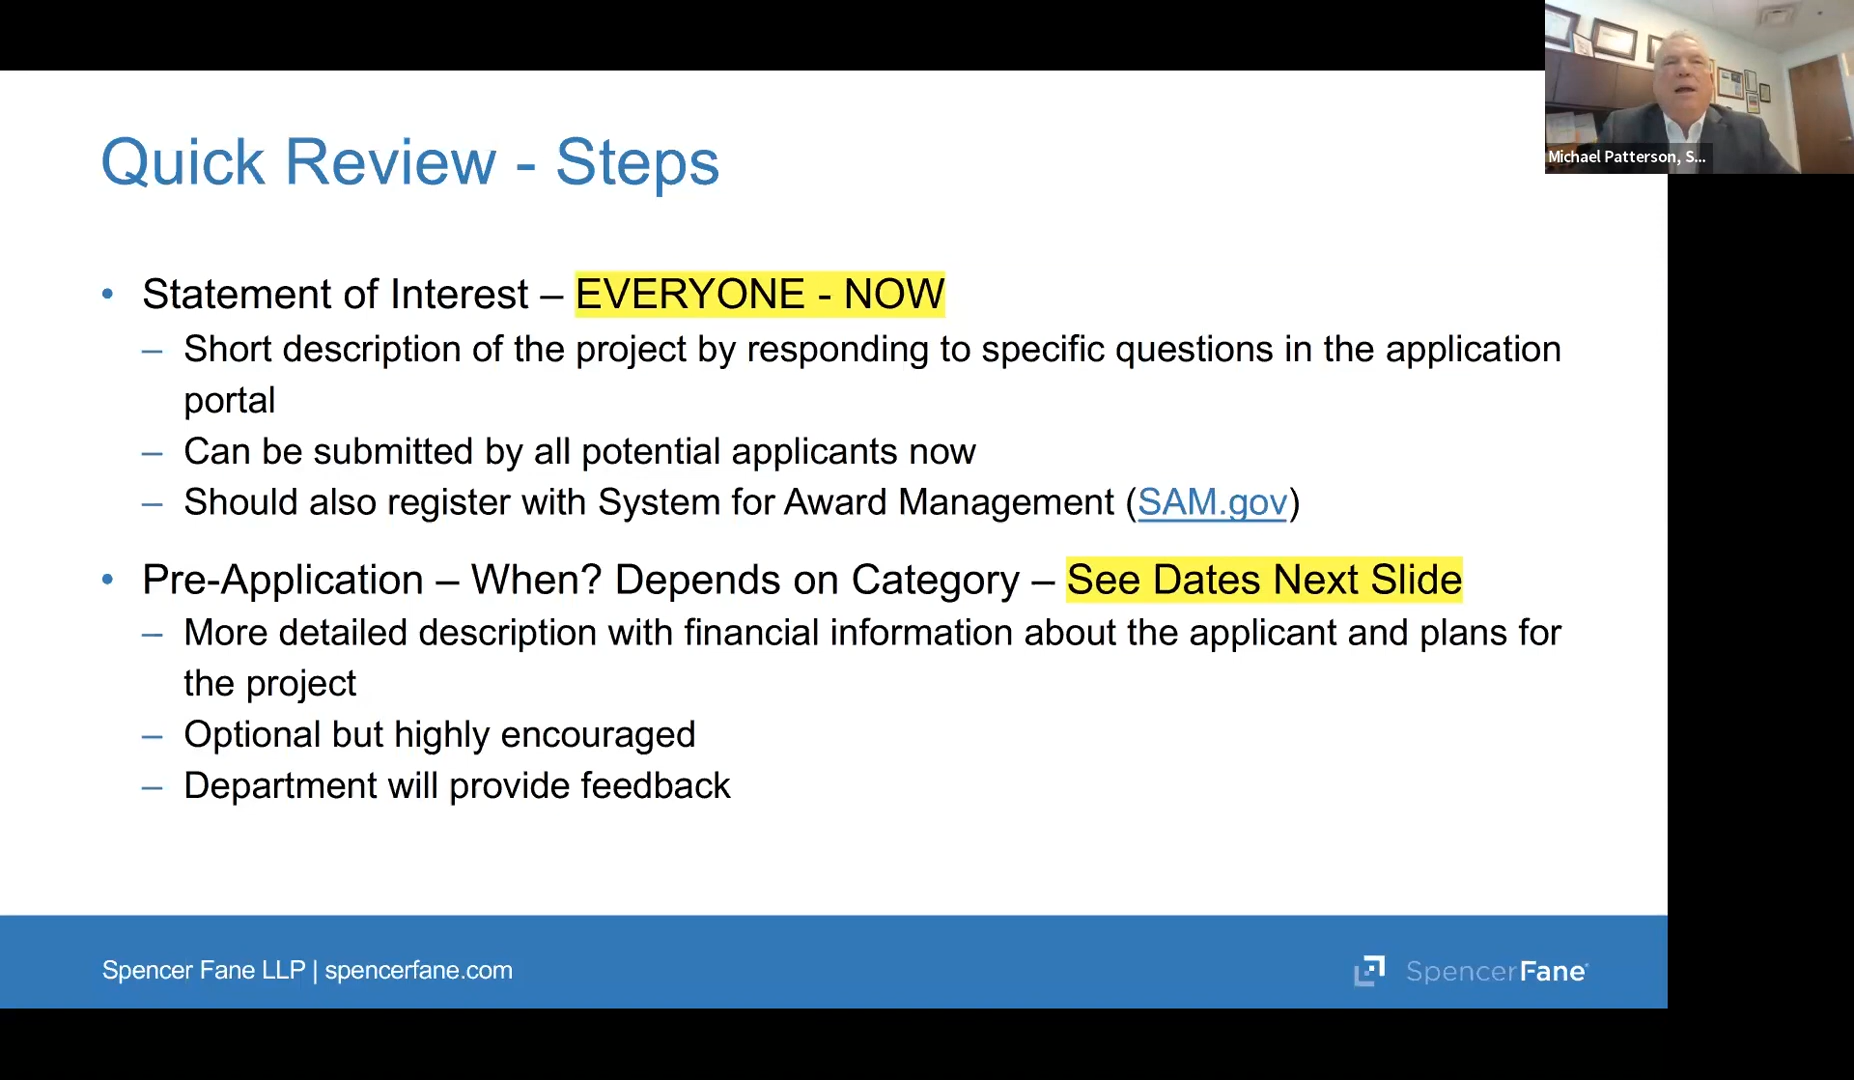 Quick Review - Steps
• Statement of Interest – EVERYONE - NOW
– Short description of the project by responding to specific questions in the application
portal
– Can be submitted by all potential applicants now
– Should also register with System for Award Management (SAM.gov)
• Pre-Application – When? Depends on Category – See Dates Next Slide
– More detailed description with financial information about the applicant and plans for
the project
– Optional but highly encouraged
– Department will provide feedback
Spencer Fane LLP | spencerfane.com
SpencerFane®
Michael Patterson, S...